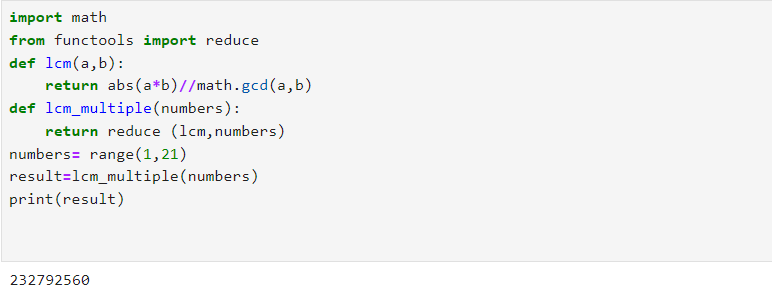 import math
from functools import reduce
def lcm(a,b):
    return abs(a*b)//math.gcd(a,b)
def lcm_multiple(numbers):
    return reduce (lcm,numbers)
numbers= range(1,21)
result=lcm_multiple(numbers)
print(result)
232792560